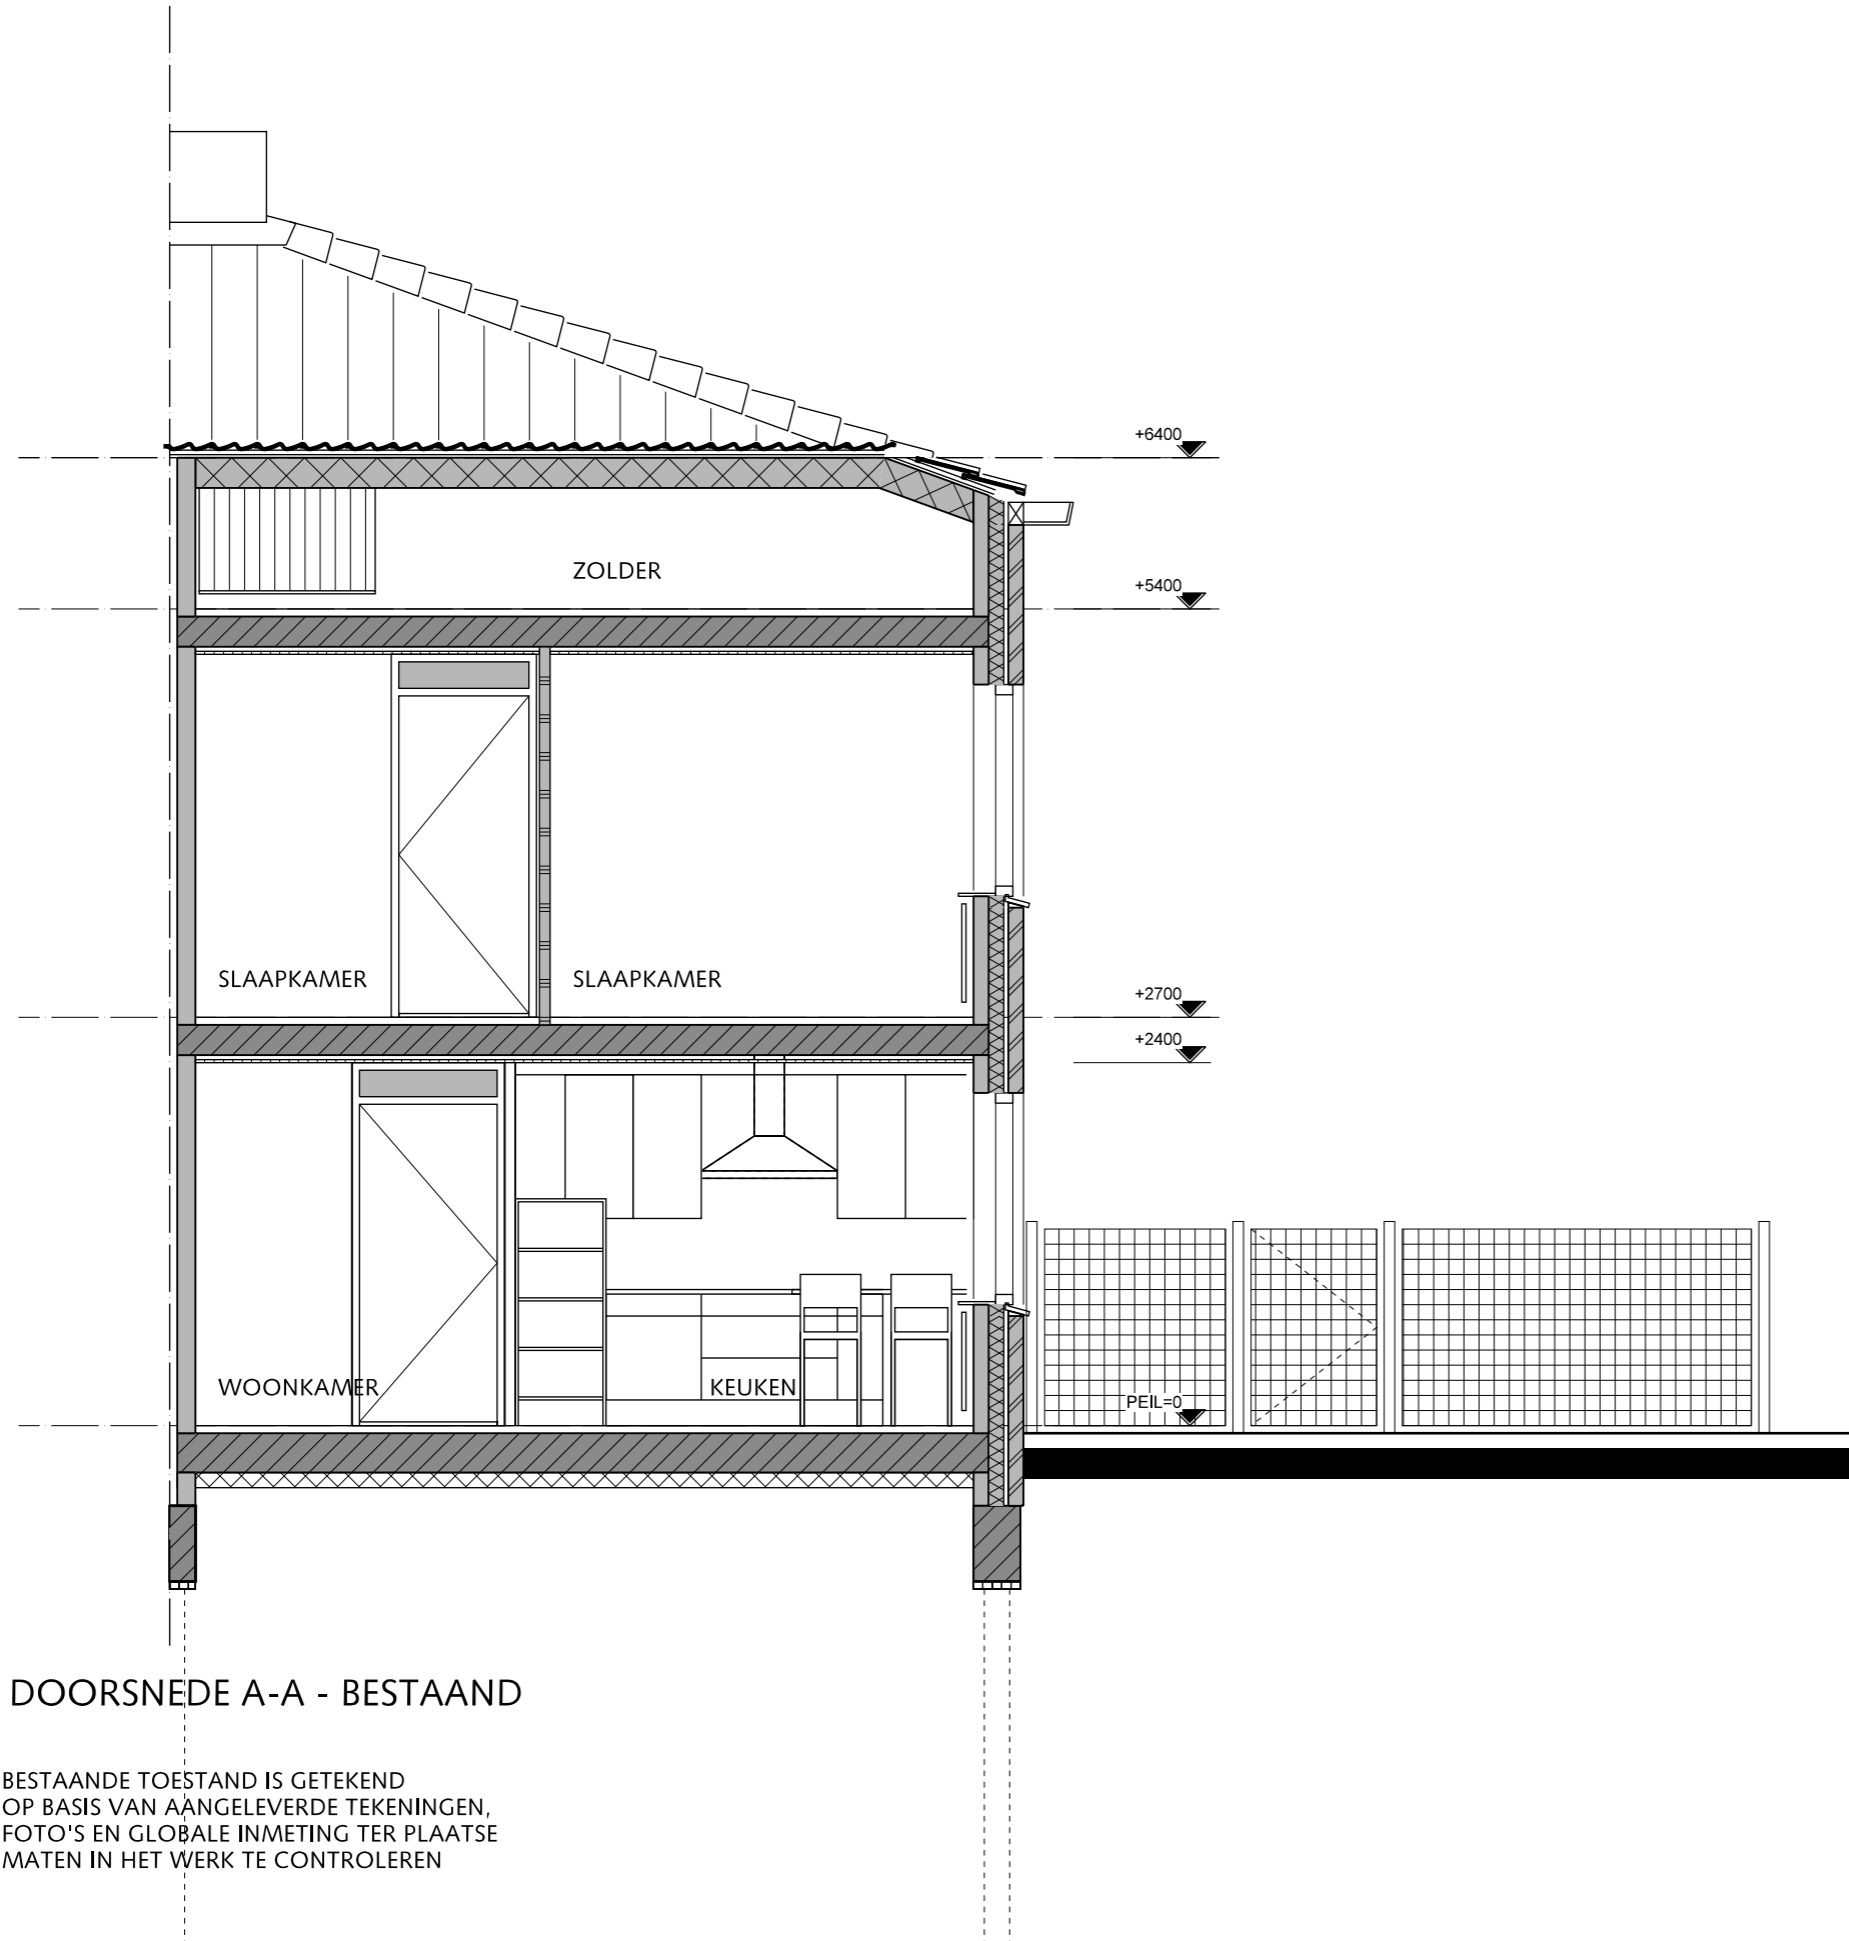 +6400
+5400
ZOLDER
SLAAPKAMER
SLAAPKAMER
+2700
+2400
WOONKAMER
KEUKEN
PEIL=0
DOORSNEDE A-A - BESTAAND
BESTAANDE TOESTAND IS GETEKEND
OP BASIS VAN AANGELEVERDE TEKENINGEN,
FOTO'S EN GLOBALE INMETING TER PLAATSE
MATEN IN HET WERK TE CONTROLEREN